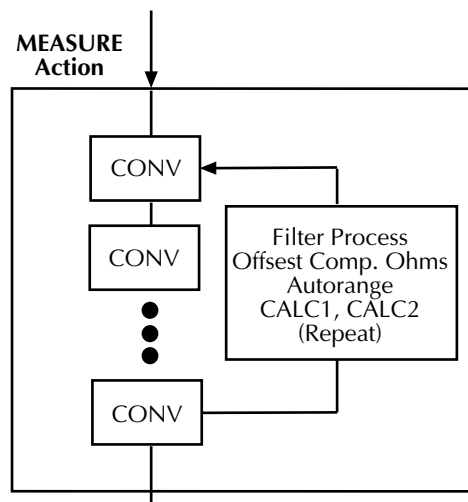 MEASURE
Action
CONV
CONV
Filter Process
Offsest Comp. Ohms
Autorange
CALC1, CALC2
(Repeat)
CONV